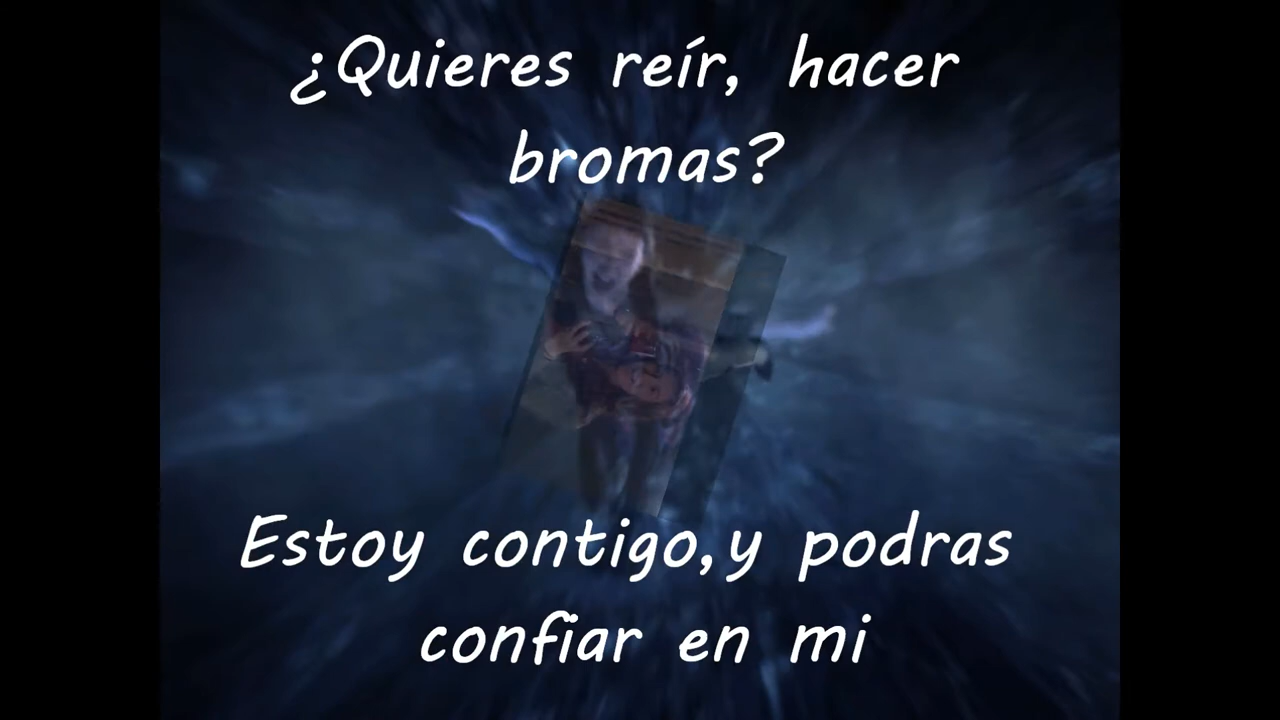 ¿Quieres reír, hacer
bromas?
Estoy contigo,y podras
confiar en mi